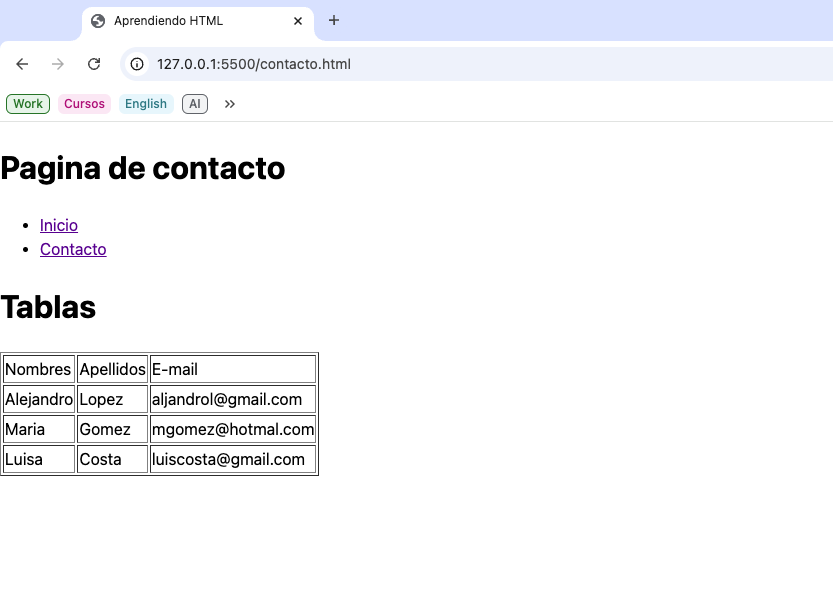 Aprendiendo HTML
127.0.0.1:5500/contacto.html
Work Cursos English AI
Pagina de contacto
Inicio
Contacto
Tablas
Nombres Apellidos E-mail
Alejandro Lopez aljandrol@gmail.com
Maria Gomez mgomez@hotmal.com
Luisa Costa luiscosta@gmail.com